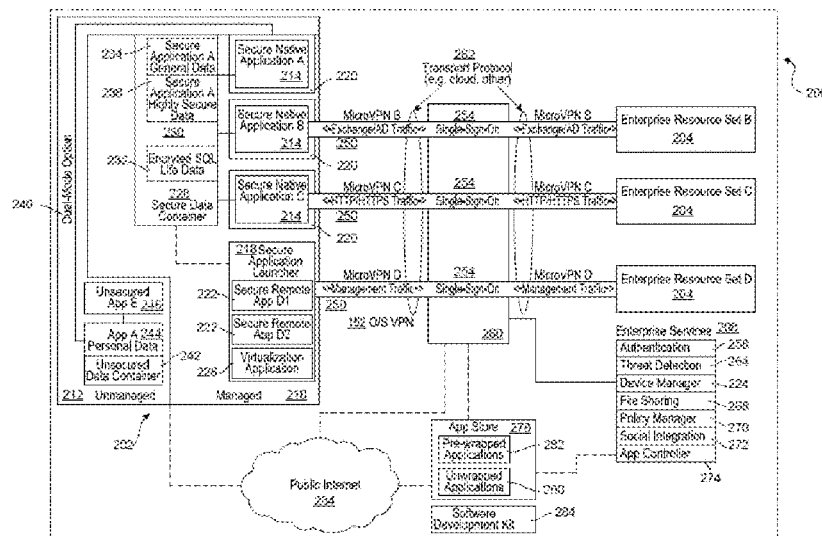 234
Secure
Application A
General Data
Secure Native
Application A
214
220
Secure
Application A
Highly Secure
Data
230
Secure Native
Application B
214
220
Encrypted SQL
Lite Data
228
Secure Data
Container
Secure Native
Application C
214
220
240
Dual-Mode Option
262
Transport Protocol
(e.g. cloud, other)
MicroVPN B
<<Exchange/AD Traffic>>
250
254
Single-Sign-On
MicroVPN B
<<Exchange/AD Traffic>>
Enterprise Resource Set B
204
MicroVPN C
<<HTTP/HTTPS Traffic>>
250
254
Single-Sign-On
MicroVPN C
<<HTTP/HTTPS Traffic>>
Enterprise Resource Set C
204
218 Secure
Application
Launcher
222
Secure Remote
App D1
222
Secure Remote
App D2
226
Virtualization
Application
MicroVPN D
<<Management Traffic>>
250
254
Single-Sign-On
MicroVPN D
<<Management Traffic>>
Enterprise Resource Set D
204
O/S VPN
260
Unsecured
App E
246
App A
244
Personal Data
Unsecured
Data Container
242
212
Unmanaged
Managed
210
202
Enterprise Services
208
Authentication
258
Threat Detection
264
Device Manager
224
File Sharing
268
Policy Manager
270
Social Integration
272
App Controller
274
App Store
278
Pre-wrapped
Applications
282
Unwrapped
Applications
280
Software
Development Kit
284
Public Internet
234